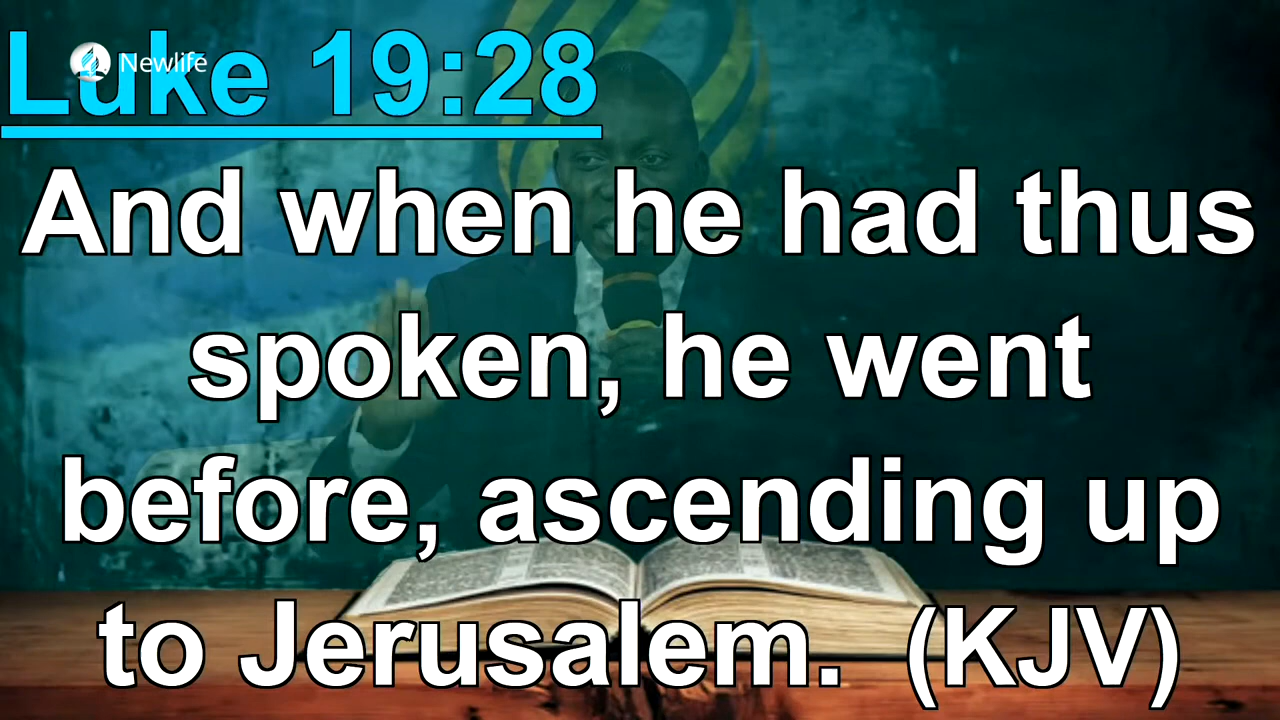 Luke 19:28
Newlife
And when he had thus
spoken, he went
before, ascending up
to Jerusalem. (KJV)